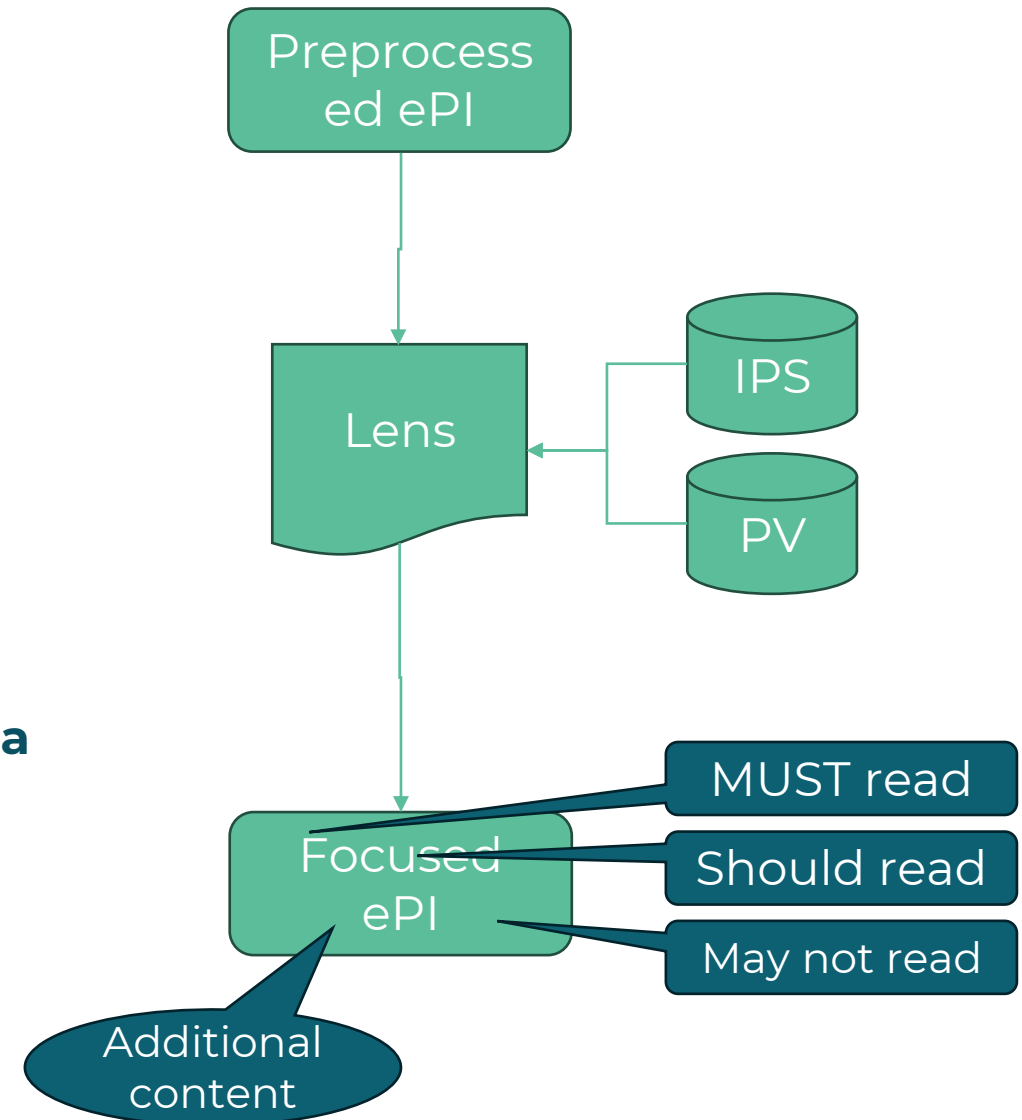 Preprocess
ed ePI
IPS
Lens
PV
a
MUST read
Focused
Should read
ePI
May not read
Additional
content